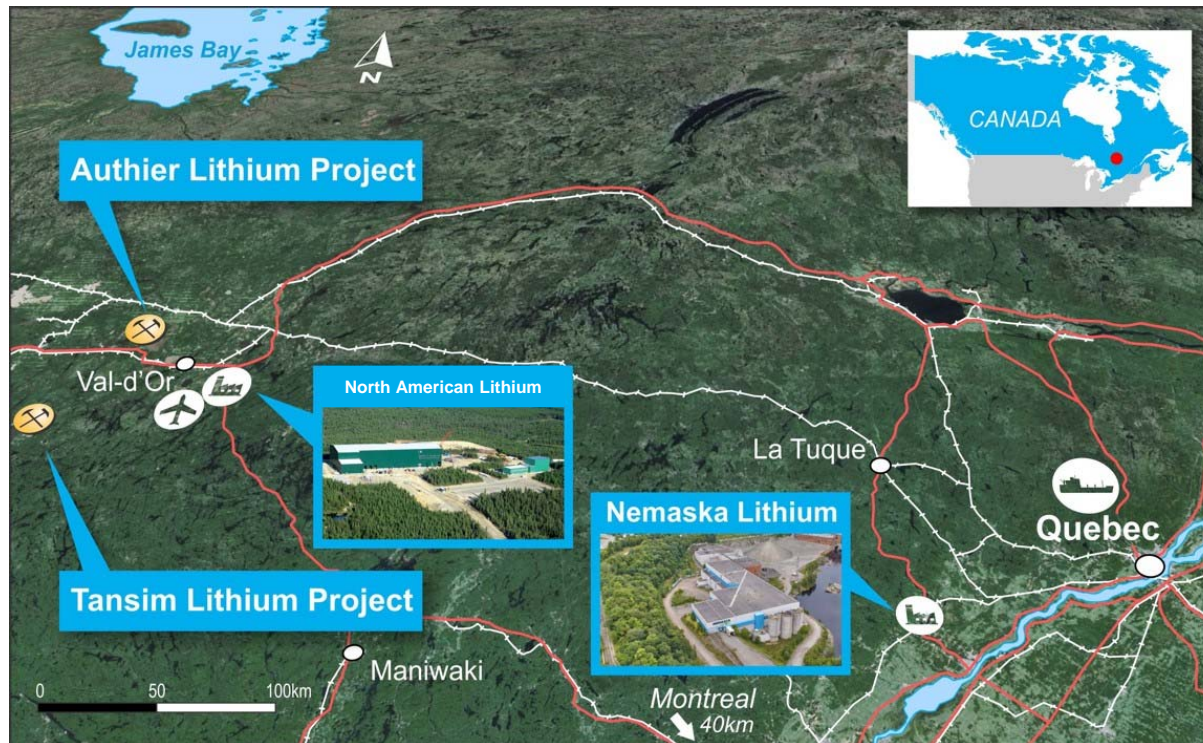 James Bay
N
CANADA
Authier Lithium Project
Val-d'Or
North American Lithium
La Tuque
Nemaska Lithium
Quebec
Tansim Lithium Project
Maniwaki
0 50 100km
Montreal
40km